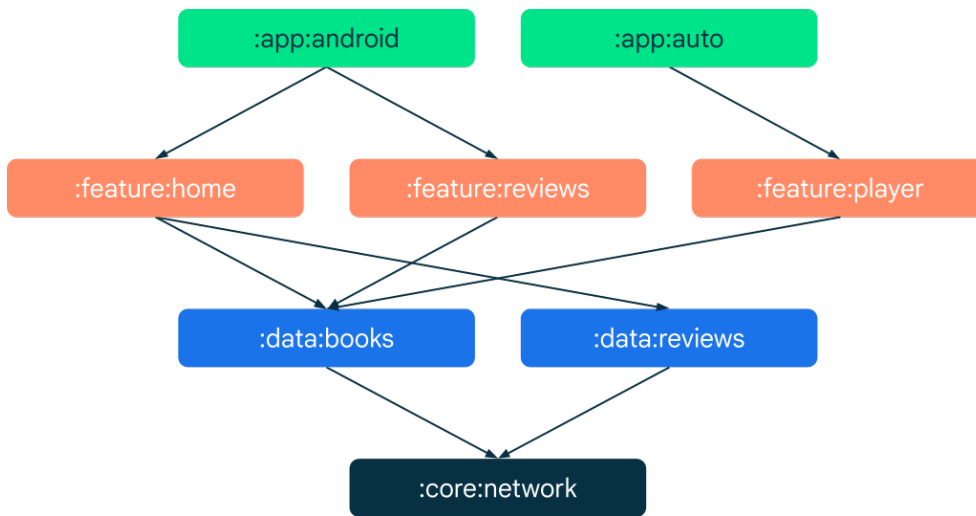 :app:android
:app:auto
:feature:home
:feature:reviews
:feature:player
:data:books
:data:reviews
:core:network